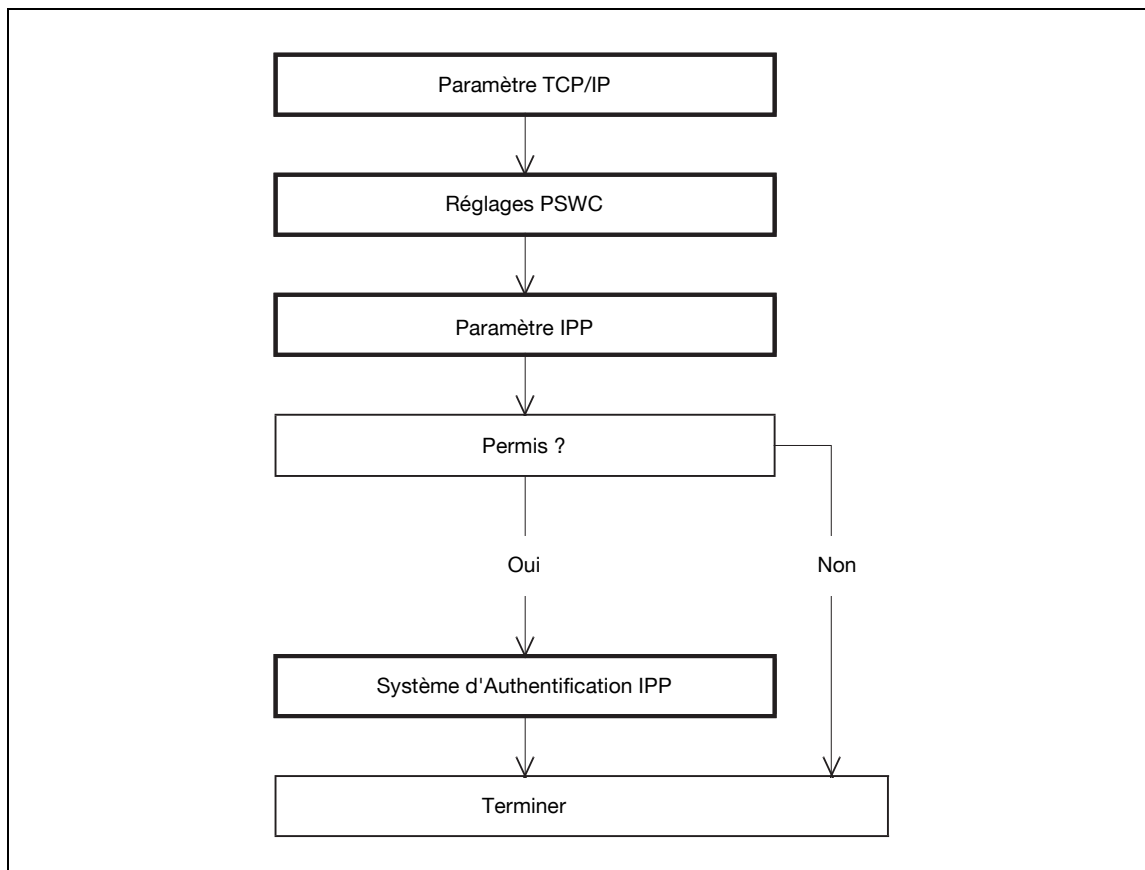 Paramètre TCP/IP
Réglages PSWC
Paramètre IPP
Permis ?
Oui
Non
Système d'Authentification IPP
Terminer